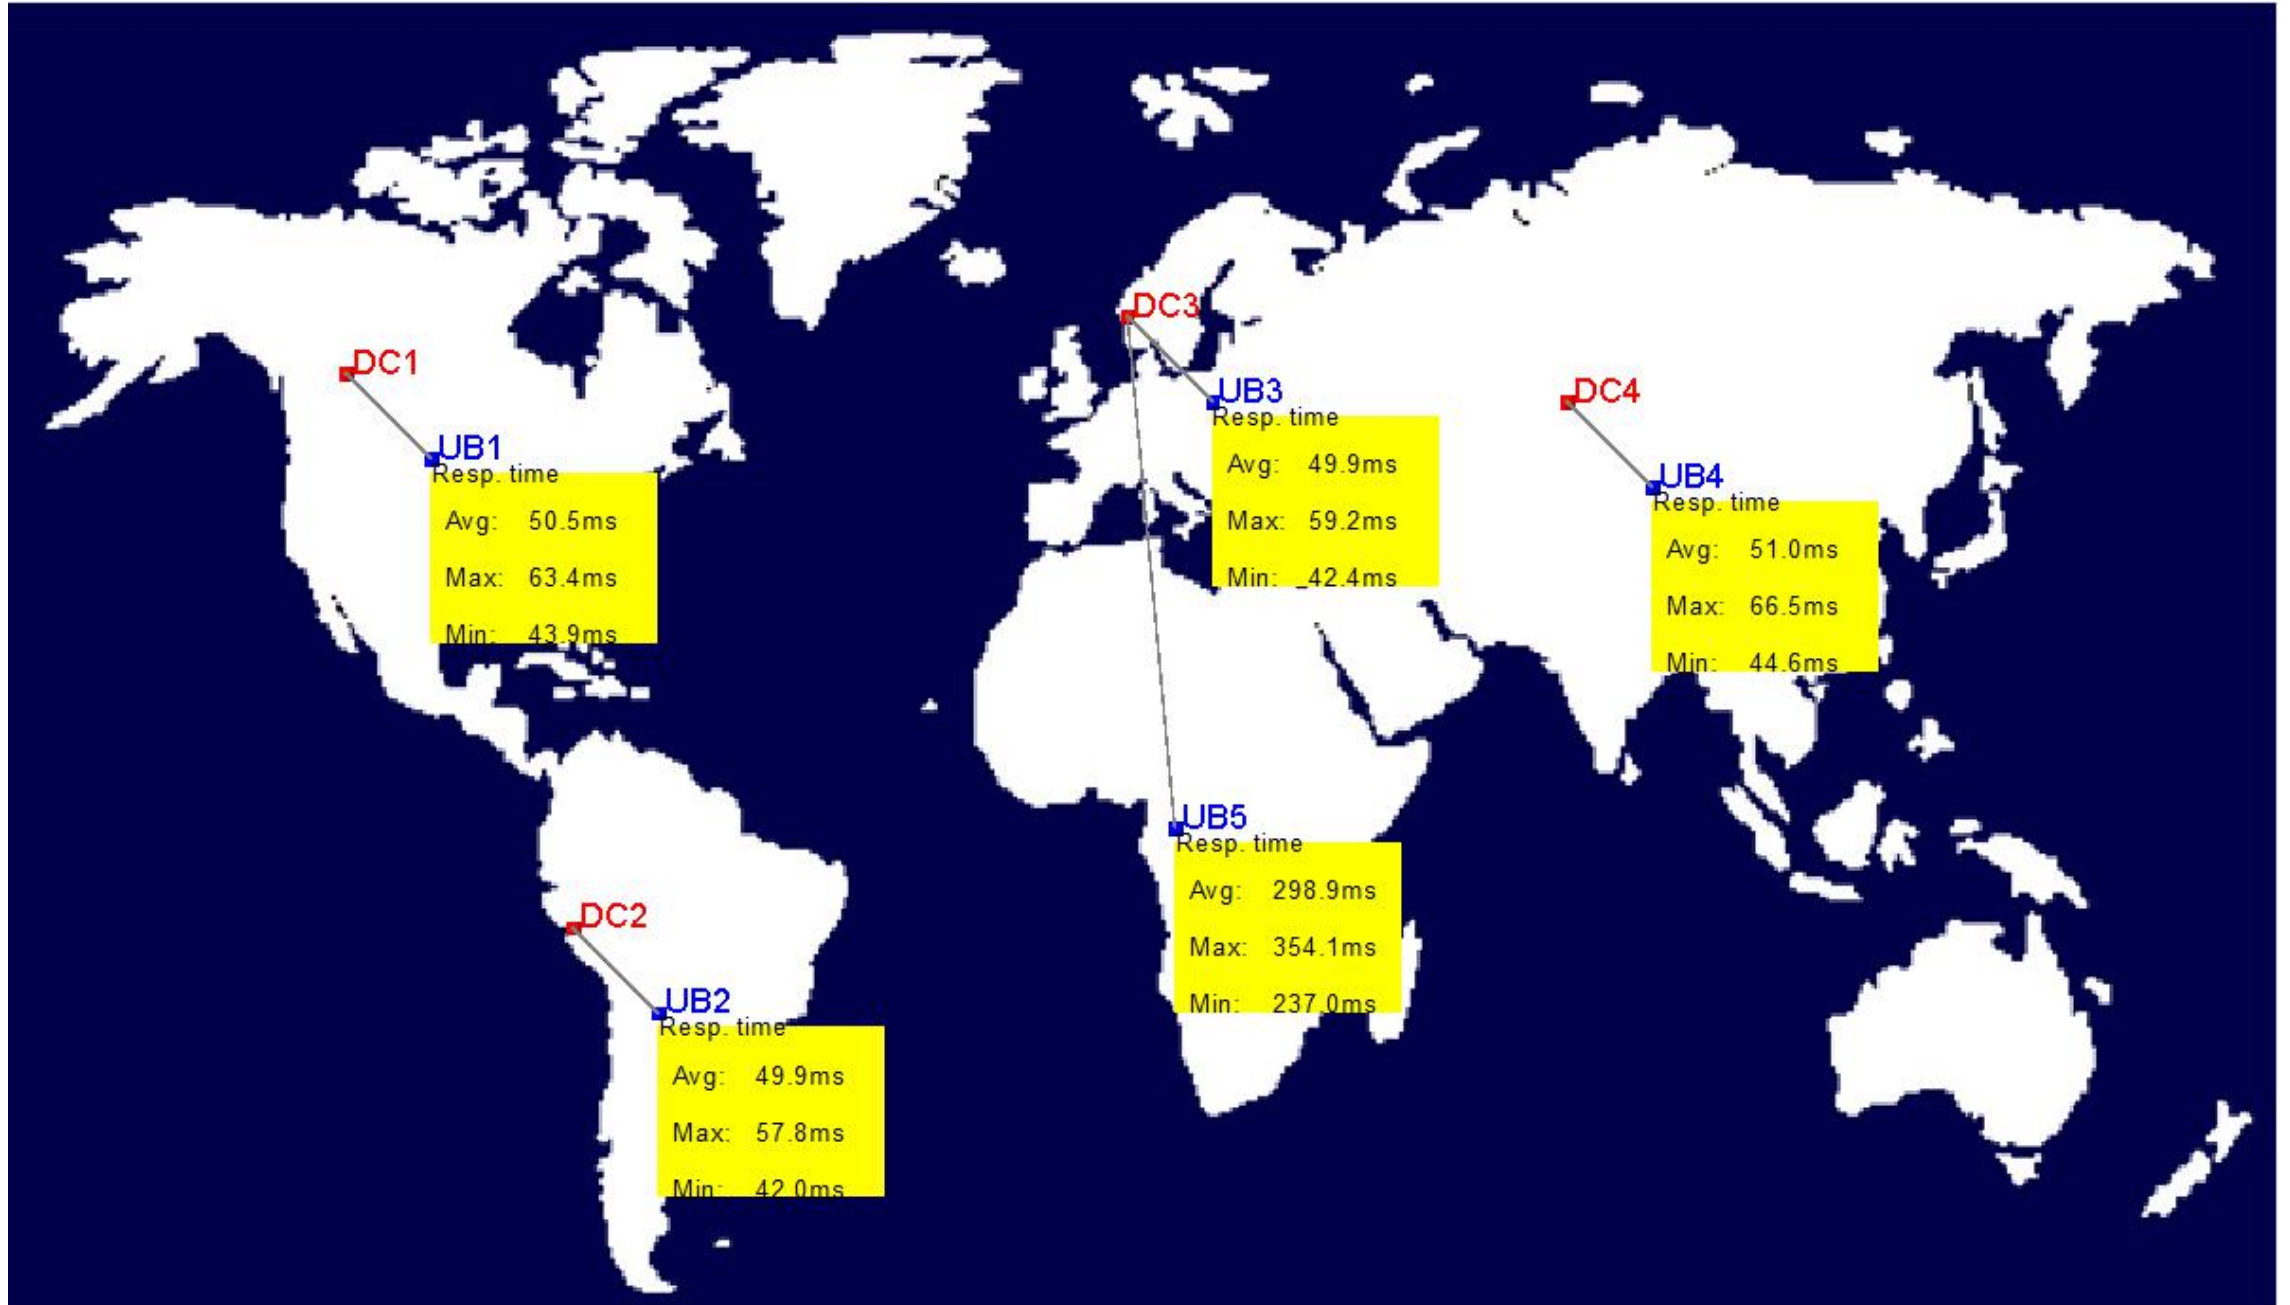 DC3
DC1
UB3
Resp. time
Avg: 49.9ms
Max: 59.2ms
Min: 42.4ms
DC4
UB1
Resp. time
Avg: 50.5ms
Max: 63.4ms
Min: 43.9ms
UB4
Resp. time
Avg: 51.0ms
Max: 66.5ms
Min: 44.6ms
UB5
Resp. time
Avg: 298.9ms
Max: 354.1ms
Min: 237.0ms
DC2
UB2
Resp. time
Avg: 49.9ms
Max: 57.8ms
Min: 42.0ms